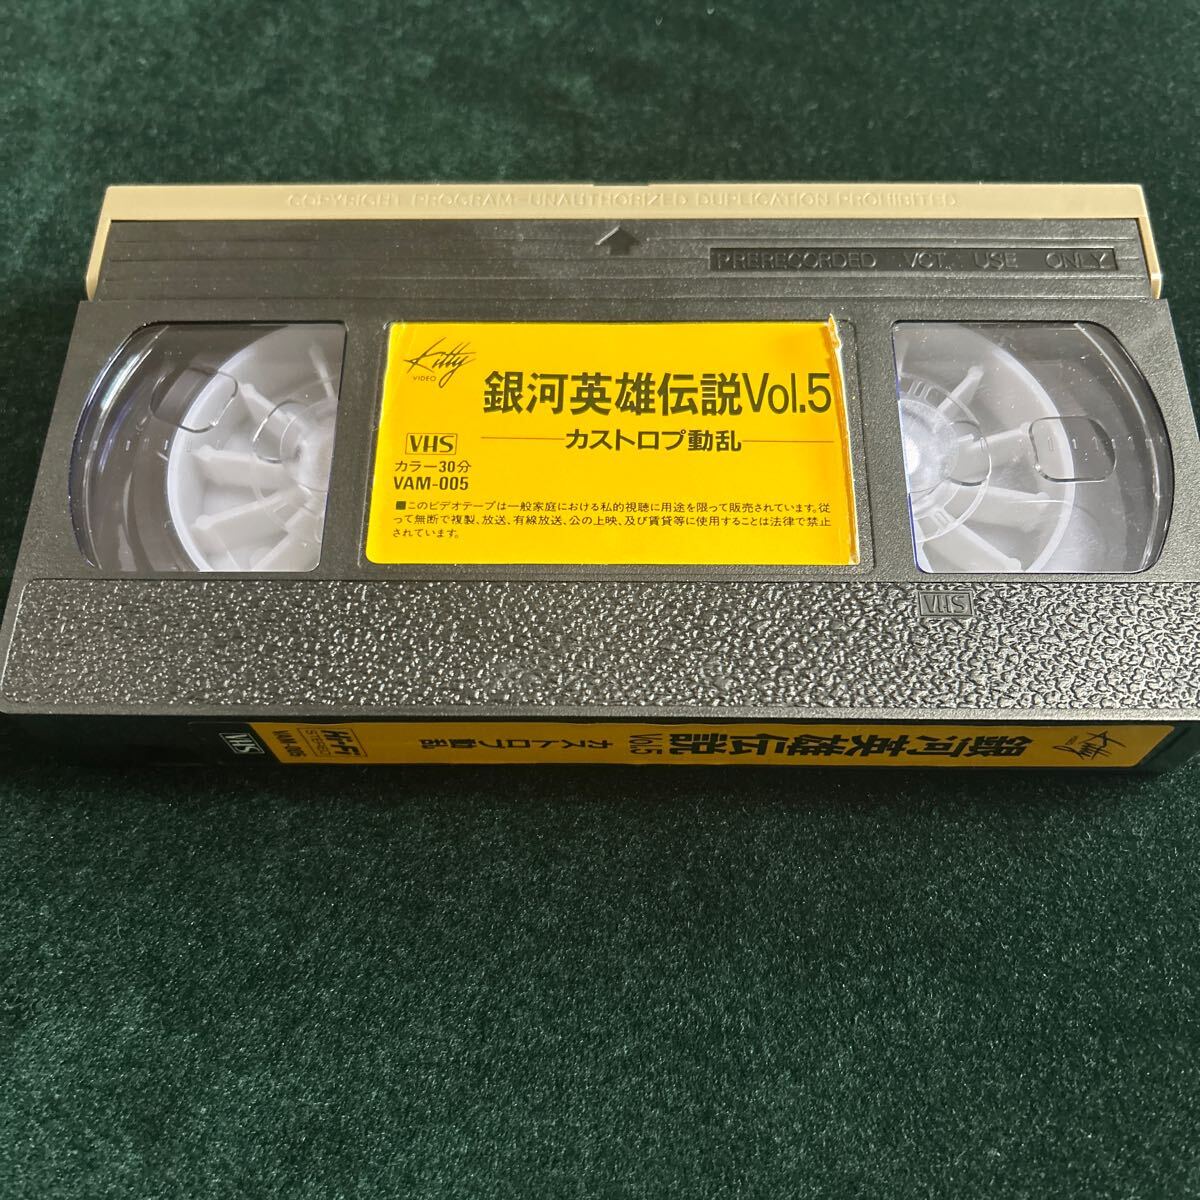 COPYRIGHT PROGRAM-UNAUTHORIZED DUPLICATION PROHIBITED
PRERECORDED VCT. USE ONLY
Kitty
VIDEO
銀河英雄伝説Vol.5
カストロプ動乱
VHS
カラー30分
VAM-005
■このビデオテープは一般家庭における私的視聴に用途を限って販売されています。従
って無断で複製、放送、有線放送、公の上映、及び賃貸等に使用することは法律で禁止
されています。
VHS
Kitty
VIDEO
銀河英雄伝説
Vol.5
カストロプ動乱
Hi-Fi
STEREO
VAM-005
VHS